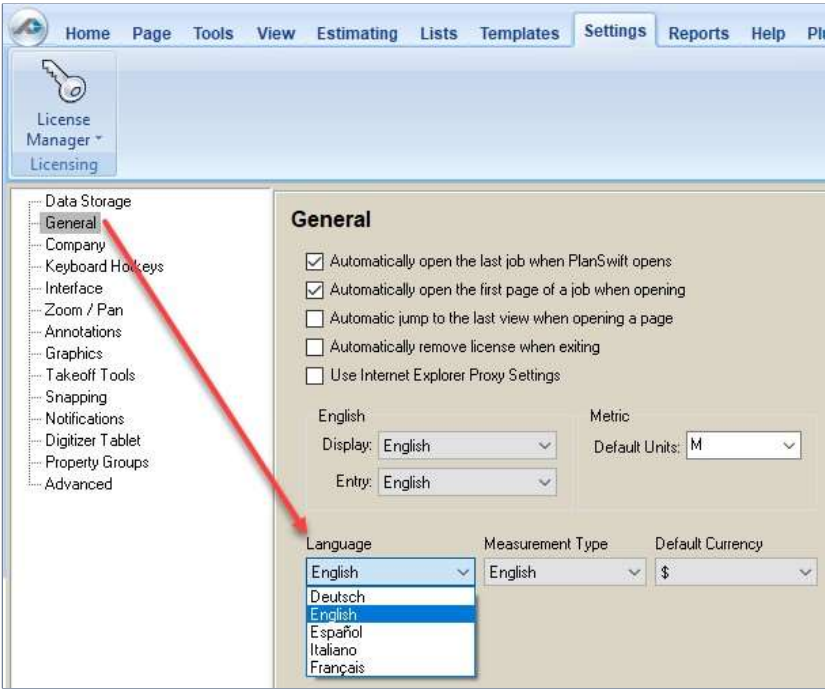 Home Page Tools View Estimating Lists Templates Settings Reports Help
License
Manager
Licensing
Data Storage
General
Company
Keyboard Hotkeys
Interface
Zoom / Pan
Annotations
Graphics
Takeoff Tools
Snapping
Notifications
Digitizer Tablet
Property Groups
Advanced
General
Automatically open the last job when PlanSwift opens
Automatically open the first page of a job when opening
Automatic jump to the last view when opening a page
Automatically remove license when exiting
Use Internet Explorer Proxy Settings
English Metric
Display: English Default Units: M
Entry: English
Language Measurement Type Default Currency
English English $
Deutsch
English
Español
Italiano
Français